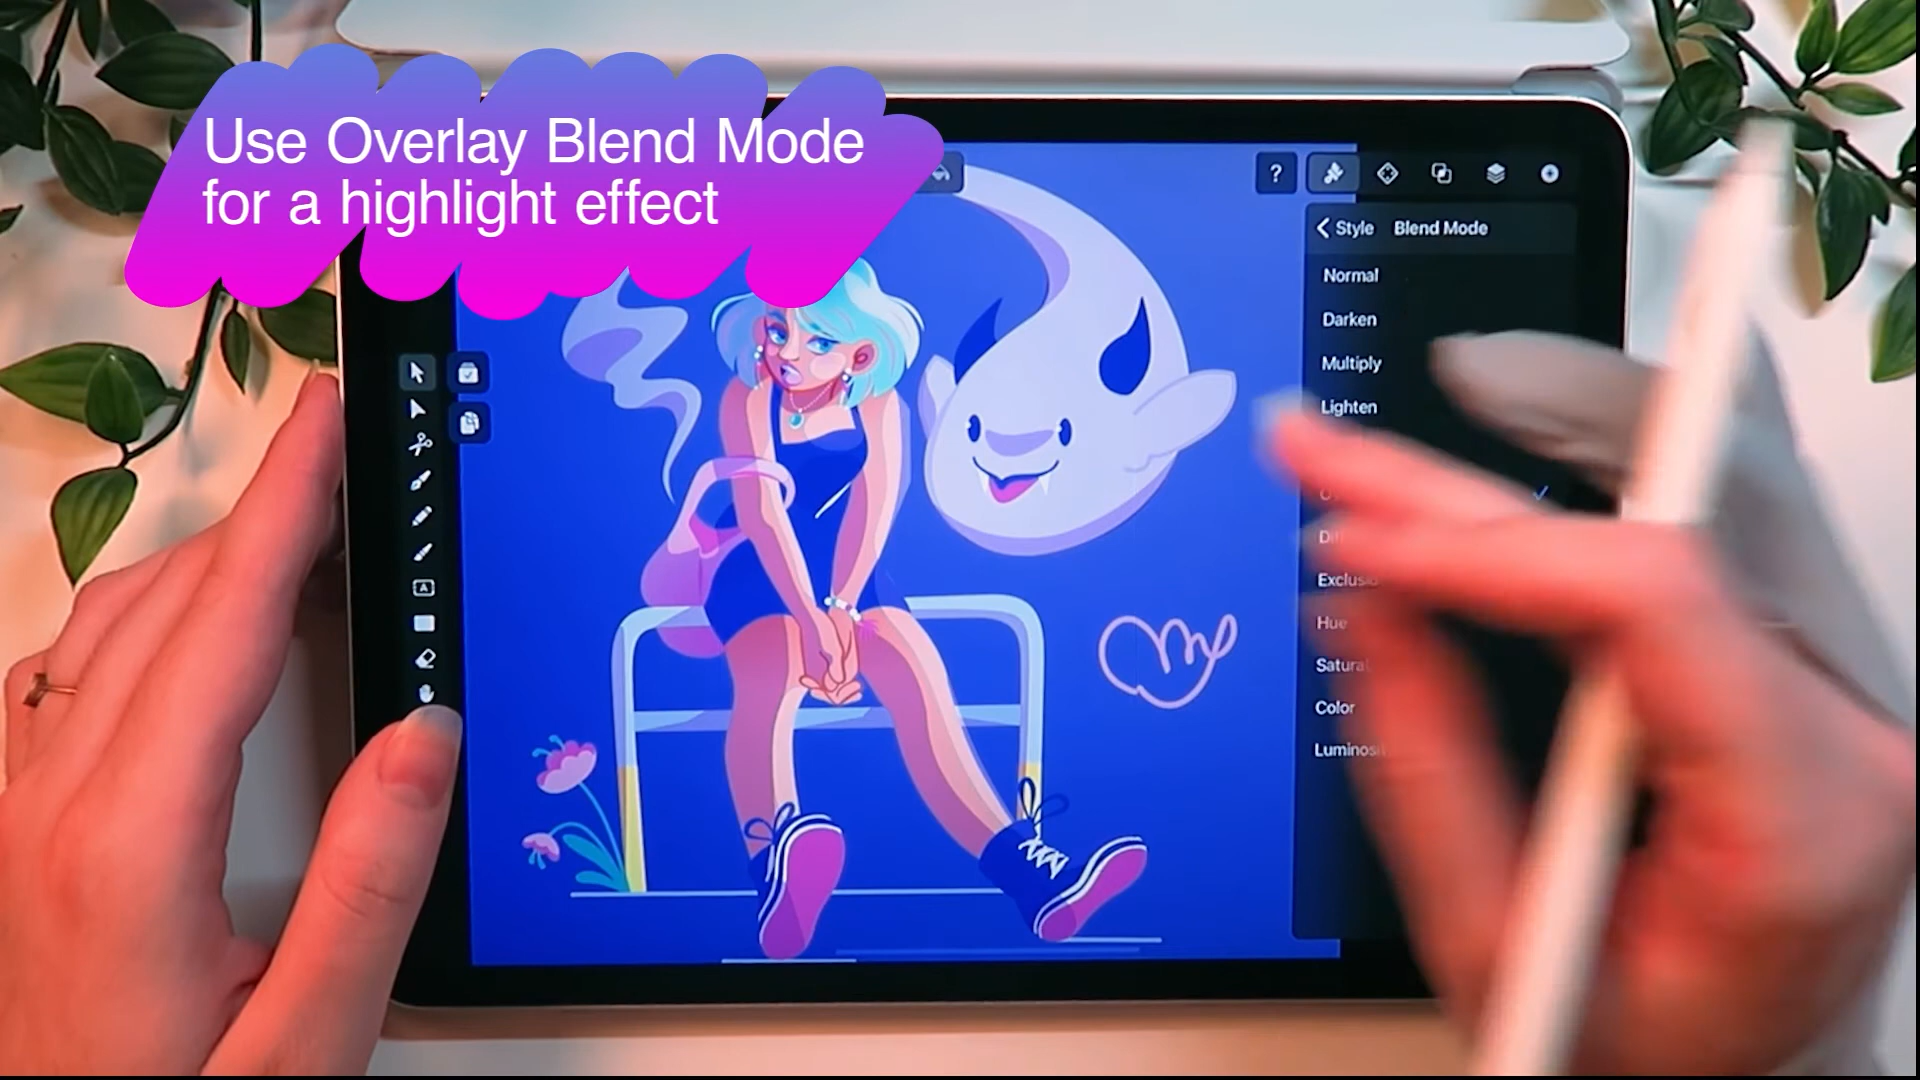 Use Overlay Blend Mode
for a highlight effect
?
Style Blend Mode
Normal
Darken
Multiply
Lighten
Hue
Color
A